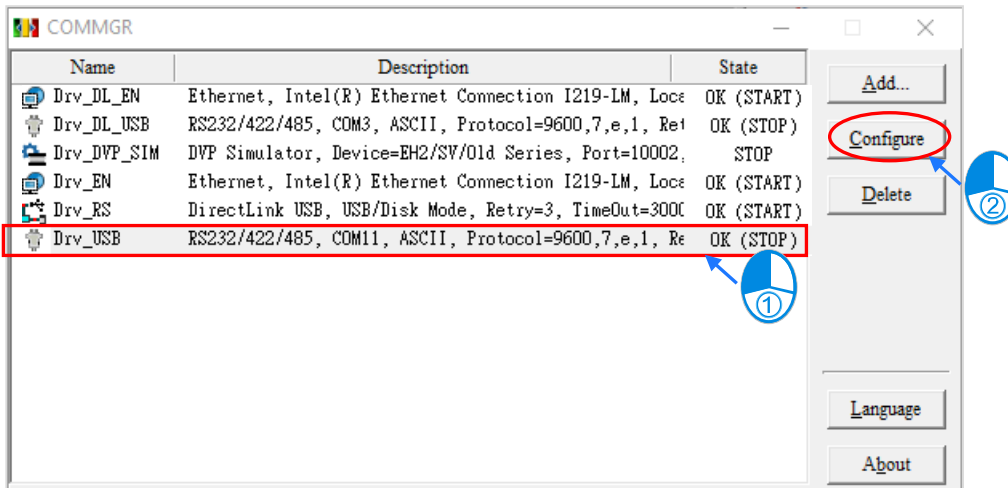 COMMGR
Name Description State
Drv_DL_EN Ethernet, Intel(R) Ethernet Connection I219-LM, Loca OK (START)
Drv_DL_USB RS232/422/485, COM3, ASCII, Protocol=9600,7,e,1, Ret OK (STOP)
Drv_DVP_SIM DVP Simulator, Device=EH2/SV/Old Series, Port=10002, STOP
Drv_EN Ethernet, Intel(R) Ethernet Connection I219-LM, Loca OK (START)
Drv_RS DirectLink USB, USB/Disk Mode, Retry=3, TimeOut=3000 OK (START)
Drv_USB RS232/422/485, COM11, ASCII, Protocol=9600,7,e,1, Re OK (STOP)
①
Add...
Configure
②
Delete
Language
About